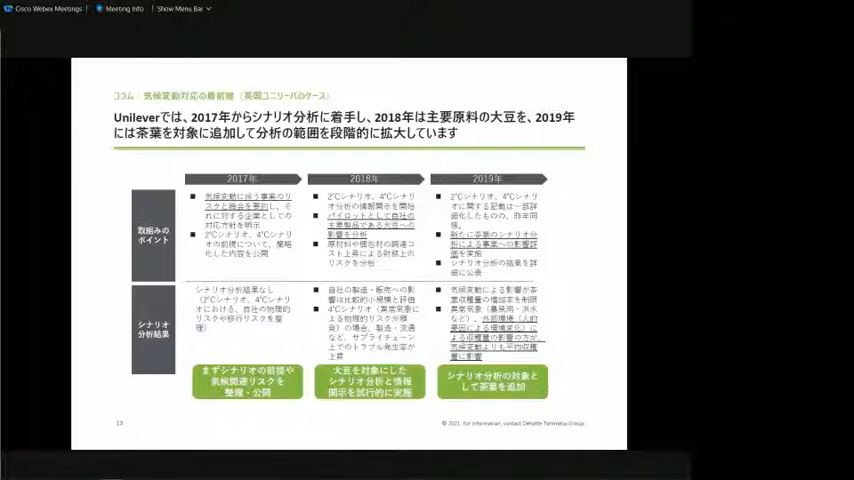 Cisco Webex Meetings
Meeting Info
Show Menu Bar
コラム：気候変動対応の最前線（英国ユニリーバのケース）
Unileverでは、2017年からシナリオ分析に着手し、2018年は主要原料の大豆を、2019年
には茶葉を対象に追加して分析の範囲を段階的に拡大しています
2017年
2018年
2019年
取組みの
ポイント
気候変動に伴う事業のリ
スクと機会を要約し、そ
れに対する企業としての
対応方針を明示
2℃シナリオ、4℃シナリ
オの前提について、簡略
化した内容を公開
2℃シナリオ、4℃シナリ
オ分析の情報開示を開始
パイロットとして自社の
主要製品である大豆への
影響を分析
原材料や梱包材の調達コ
スト上昇による財務上の
リスクを分析
2℃シナリオ、4℃シナリ
オに関する記載は一部詳
細化したものの、昨年同
様。
新たに茶葉のシナリオ分
析による事業への影響評
価を実施
シナリオ分析の結果を詳
細に公表
シナリオ
分析結果
シナリオ分析結果なし
（2℃シナリオ、4℃シナリ
オにおける、自社の物理的
リスクや移行リスクを整
理）
自社の製造・販売への影
響は比較的小規模と評価
4℃シナリオ（異常気象に
よる物理的リスクが頻
発）の場合、製造・流通
など、サプライチェーン
上でのトラブル発生率が
上昇
気候変動による影響が茶
葉収穫量の増加率を制限
異常気象（暴風雨・洪水
など）、外部環境（人的
要因による環境変化）に
よる収穫量の影響の方が、
気候変動よりも平均収穫
量に影響
まずシナリオの前提や
気候関連リスクを
整理・公開
大豆を対象にした
シナリオ分析と情報
開示を試行的に実施
シナリオ分析の対象と
して茶葉を追加
13
© 2021. For information, contact Deloitte Tohmatsu Group.